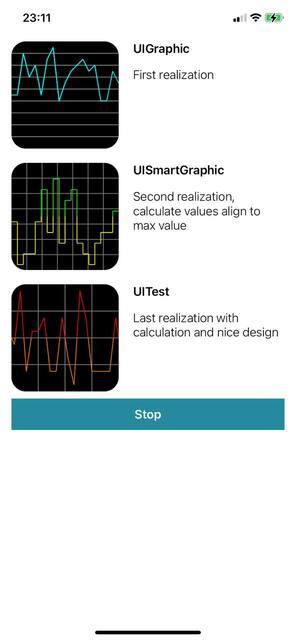 23:11
UIGraphic
First realization
UISmartGraphic
Second realization,
calculate values align to
max value
UITest
Last realization with
calculation and nice design
Stop